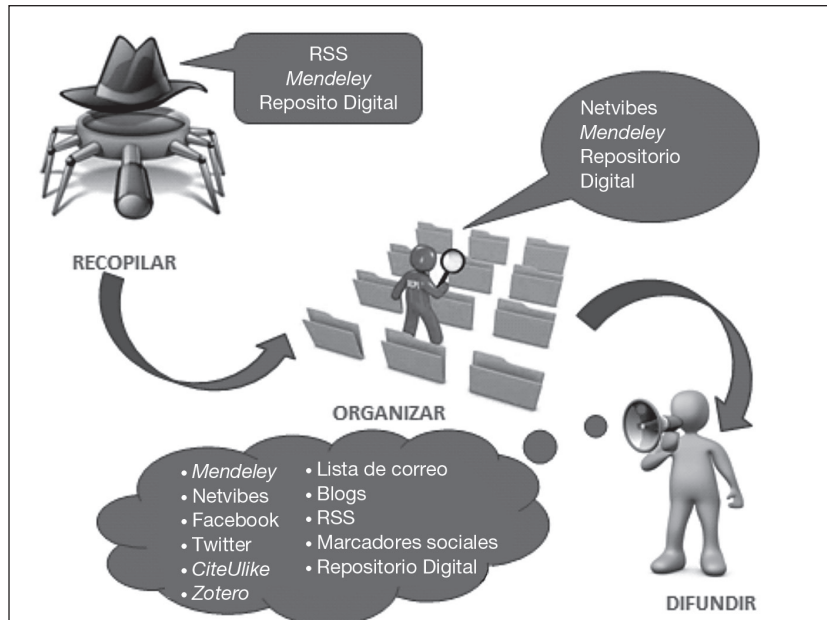 RSS
Mendeley
Reposito Digital
Netvibes
Mendeley
Repositorio
Digital
RECOPILAR
ORGANIZAR
• Mendeley
• Netvibes
• Facebook
• Twitter
• CiteUlike
• Zotero
• Lista de correo
• Blogs
• RSS
• Marcadores sociales
• Repositorio Digital
DIFUNDIR